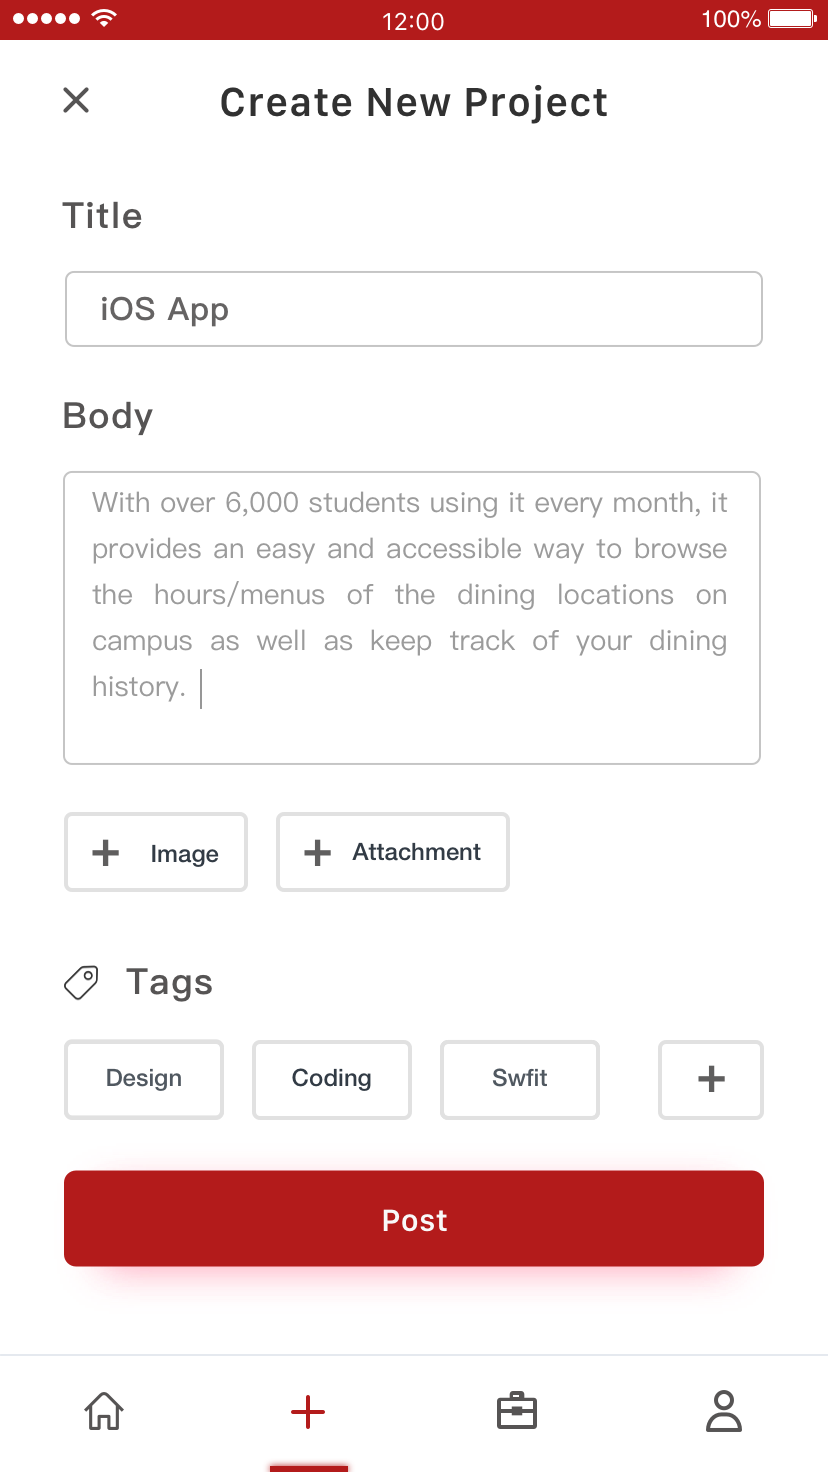 12:00 100%
Create New Project
Title
iOS App
Body
With over 6,000 students using it every month, it
provides an easy and accessible way to browse
the hours/menus of the dining locations on
campus as well as keep track of your dining
history.
Image Attachment
Tags
Design Coding Swfit
Post